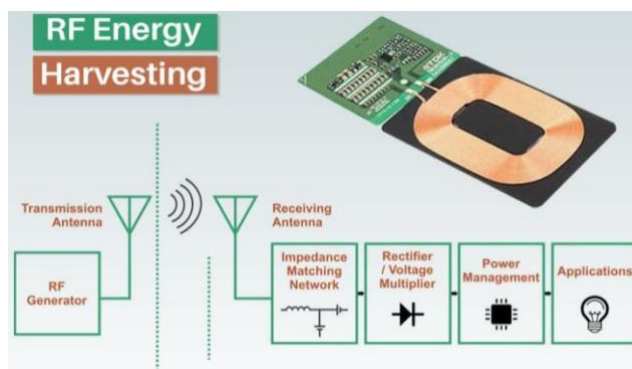 RF Energy
Harvesting
Transmission
Antenna
Receiving
Antenna
RF
Generator
Impedance
Matching
Network
Rectifier
/ Voltage
Multiplier
Power
Management
Applications